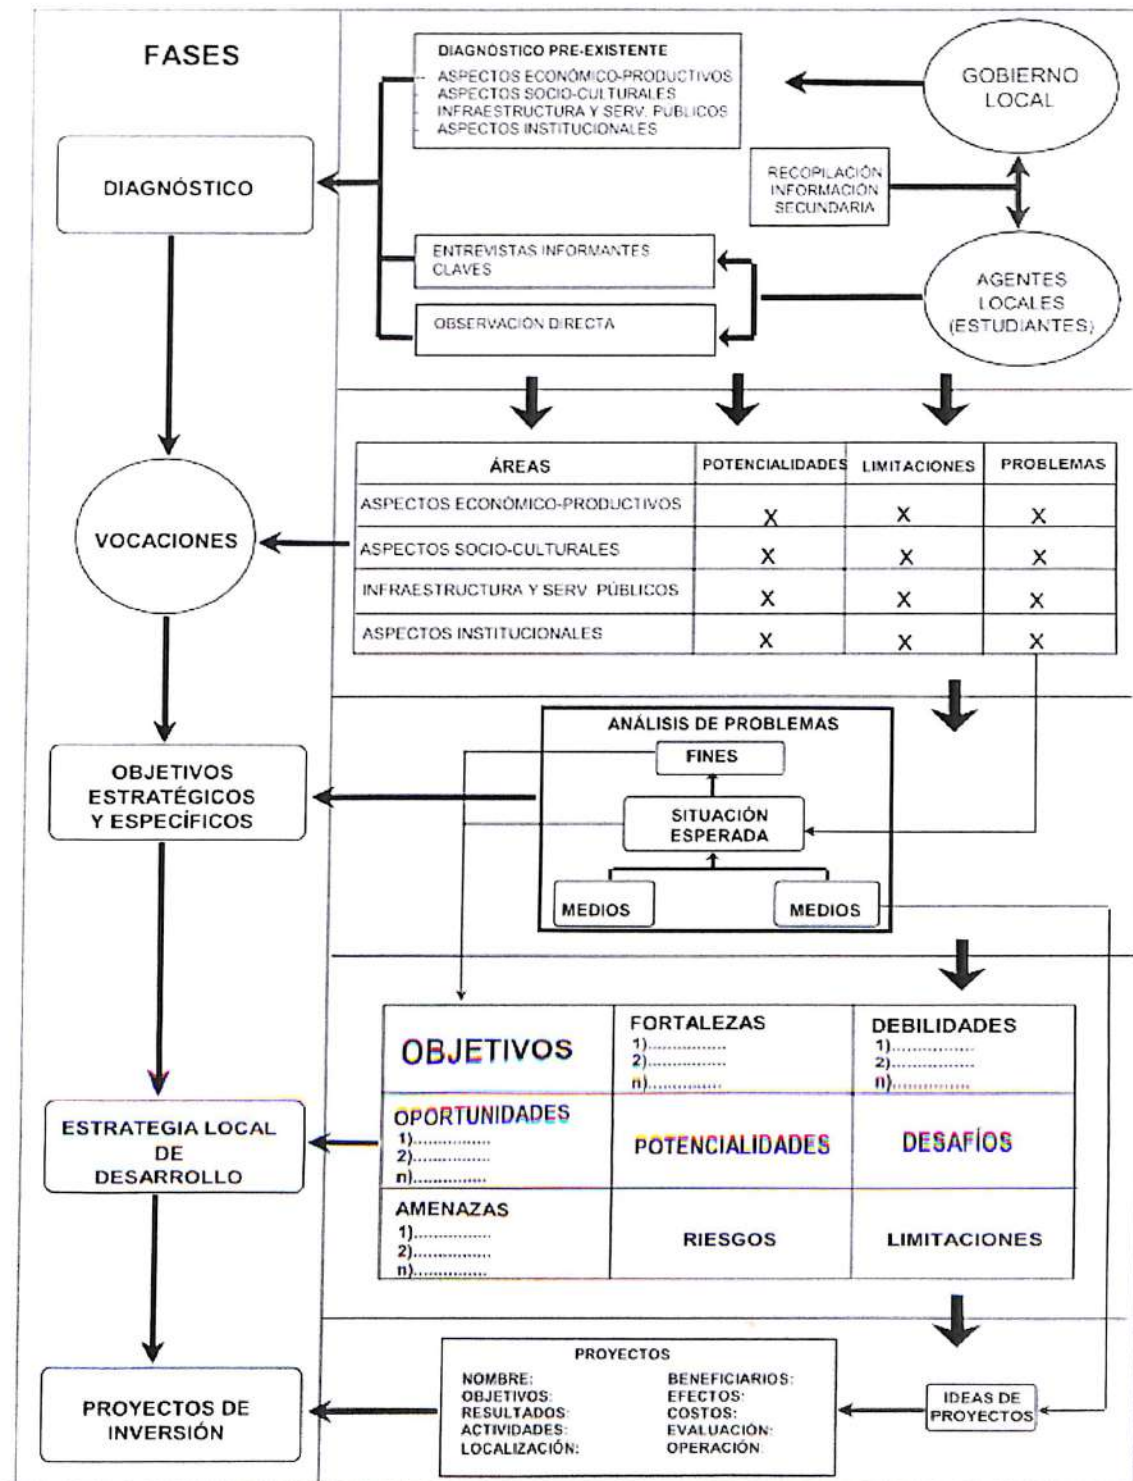 FASES
DIAGNÓSTICO PRE-EXISTENTE
- ASPECTOS ECONÓMICO-PRODUCTIVOS
- ASPECTOS SOCIO-CULTURALES
- INFRAESTRUCTURA Y SERV. PÚBLICOS
- ASPECTOS INSTITUCIONALES
GOBIERNO
LOCAL
DIAGNÓSTICO
RECOPILACIÓN
INFORMACIÓN
SECUNDARIA
ENTREVISTAS INFORMANTES
CLAVES
OBSERVACIÓN DIRECTA
AGENTES
LOCALES
(ESTUDIANTES)
ÁREAS POTENCIALIDADES LIMITACIONES PROBLEMAS
ASPECTOS ECONÓMICO-PRODUCTIVOS X X X
ASPECTOS SOCIO-CULTURALES X X X
INFRAESTRUCTURA Y SERV. PÚBLICOS X X X
ASPECTOS INSTITUCIONALES X X X
VOCACIONES
ANÁLISIS DE PROBLEMAS
FINES
SITUACIÓN
ESPERADA
MEDIOS MEDIOS
OBJETIVOS
ESTRATÉGICOS
Y ESPECÍFICOS
OBJETIVOS
FORTALEZAS
1)...............
2)...............
n)...............
DEBILIDADES
1)...............
2)...............
n)...............
OPORTUNIDADES
1)...............
2)...............
n)...............
POTENCIALIDADES
DESAFÍOS
AMENAZAS
1)...............
2)...............
n)...............
RIESGOS
LIMITACIONES
ESTRATEGIA LOCAL
DE
DESARROLLO
PROYECTOS
NOMBRE: BENEFICIARIOS:
OBJETIVOS: EFECTOS:
RESULTADOS: COSTOS:
ACTIVIDADES: EVALUACIÓN:
LOCALIZACIÓN: OPERACIÓN:
IDEAS DE
PROYECTOS
PROYECTOS DE
INVERSIÓN